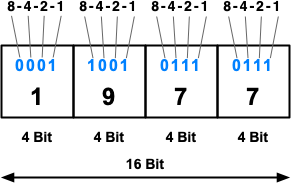 8-4-2-1 8-4-2-1 8-4-2-1 8-4-2-1
0001 1001 0111 0111
1 9 7 7
4 Bit 4 Bit 4 Bit 4 Bit
16 Bit